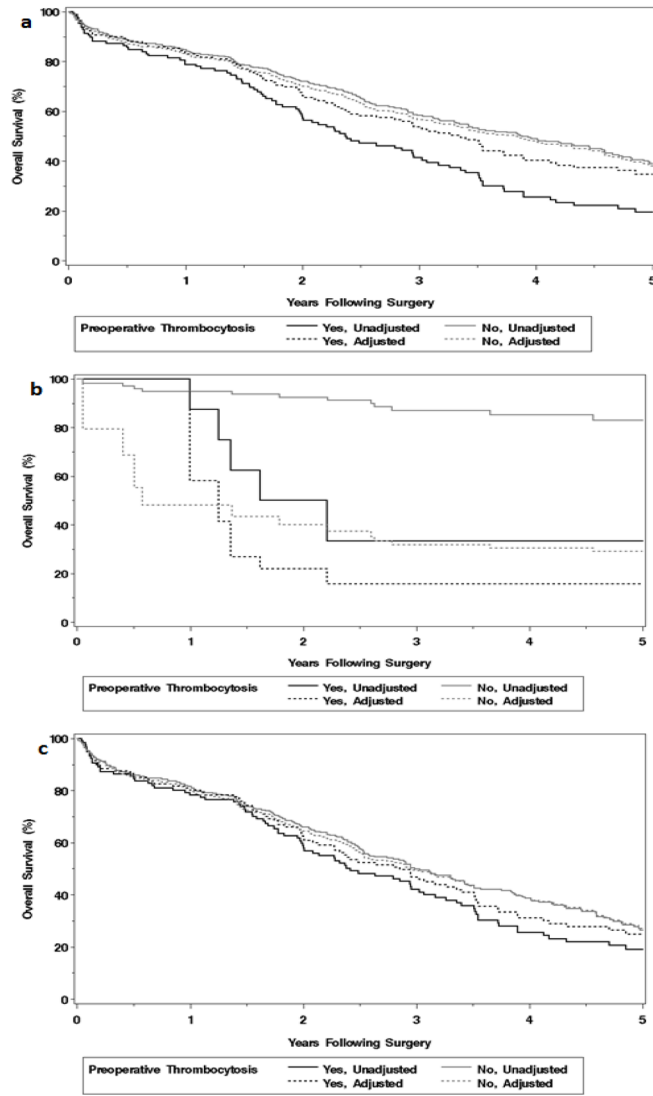 a
100
80
60
40
20
0
Overall Survival (%)
0 1 2 3 4 5
Years Following Surgery
Preoperative Thrombocytosis Yes, Unadjusted No, Unadjusted
Yes, Adjusted No, Adjusted
b
100
80
60
40
20
0
Overall Survival (%)
0 1 2 3 4 5
Years Following Surgery
Preoperative Thrombocytosis Yes, Unadjusted No, Unadjusted
Yes, Adjusted No, Adjusted
c
100
80
60
40
20
0
Overall Survival (%)
0 1 2 3 4 5
Years Following Surgery
Preoperative Thrombocytosis Yes, Unadjusted No, Unadjusted
Yes, Adjusted No, Adjusted